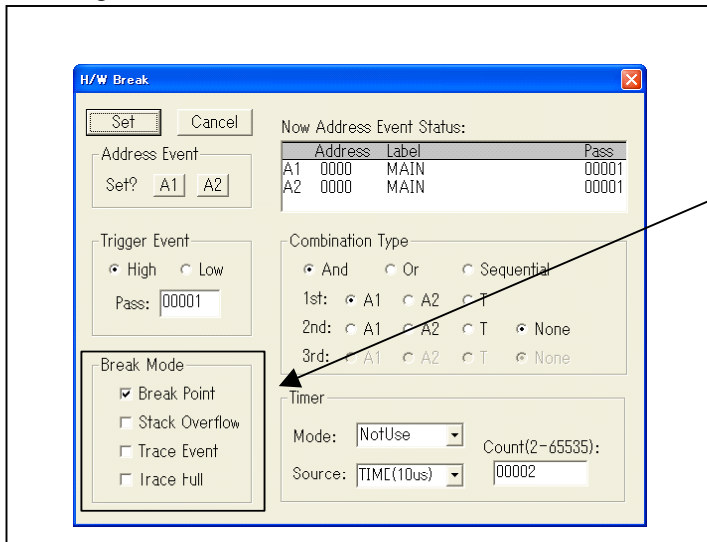 H/W Break
Set Cancel
Address Event
Set? A1 A2
Now Address Event Status:
Address Label Pass
A1 0000 MAIN 00001
A2 0000 MAIN 00001
Trigger Event
High Low
Pass: 00001
Combination Type
And Or Sequential
1st: A1 A2 T
2nd: A1 A2 T None
3rd: A1 A2 T None
Break Mode
Break Point
Stack Overflow
Trace Event
Trace Full
Timer
Mode: NotUse
Count(2-65535):
Source: TIME(10us) 00002